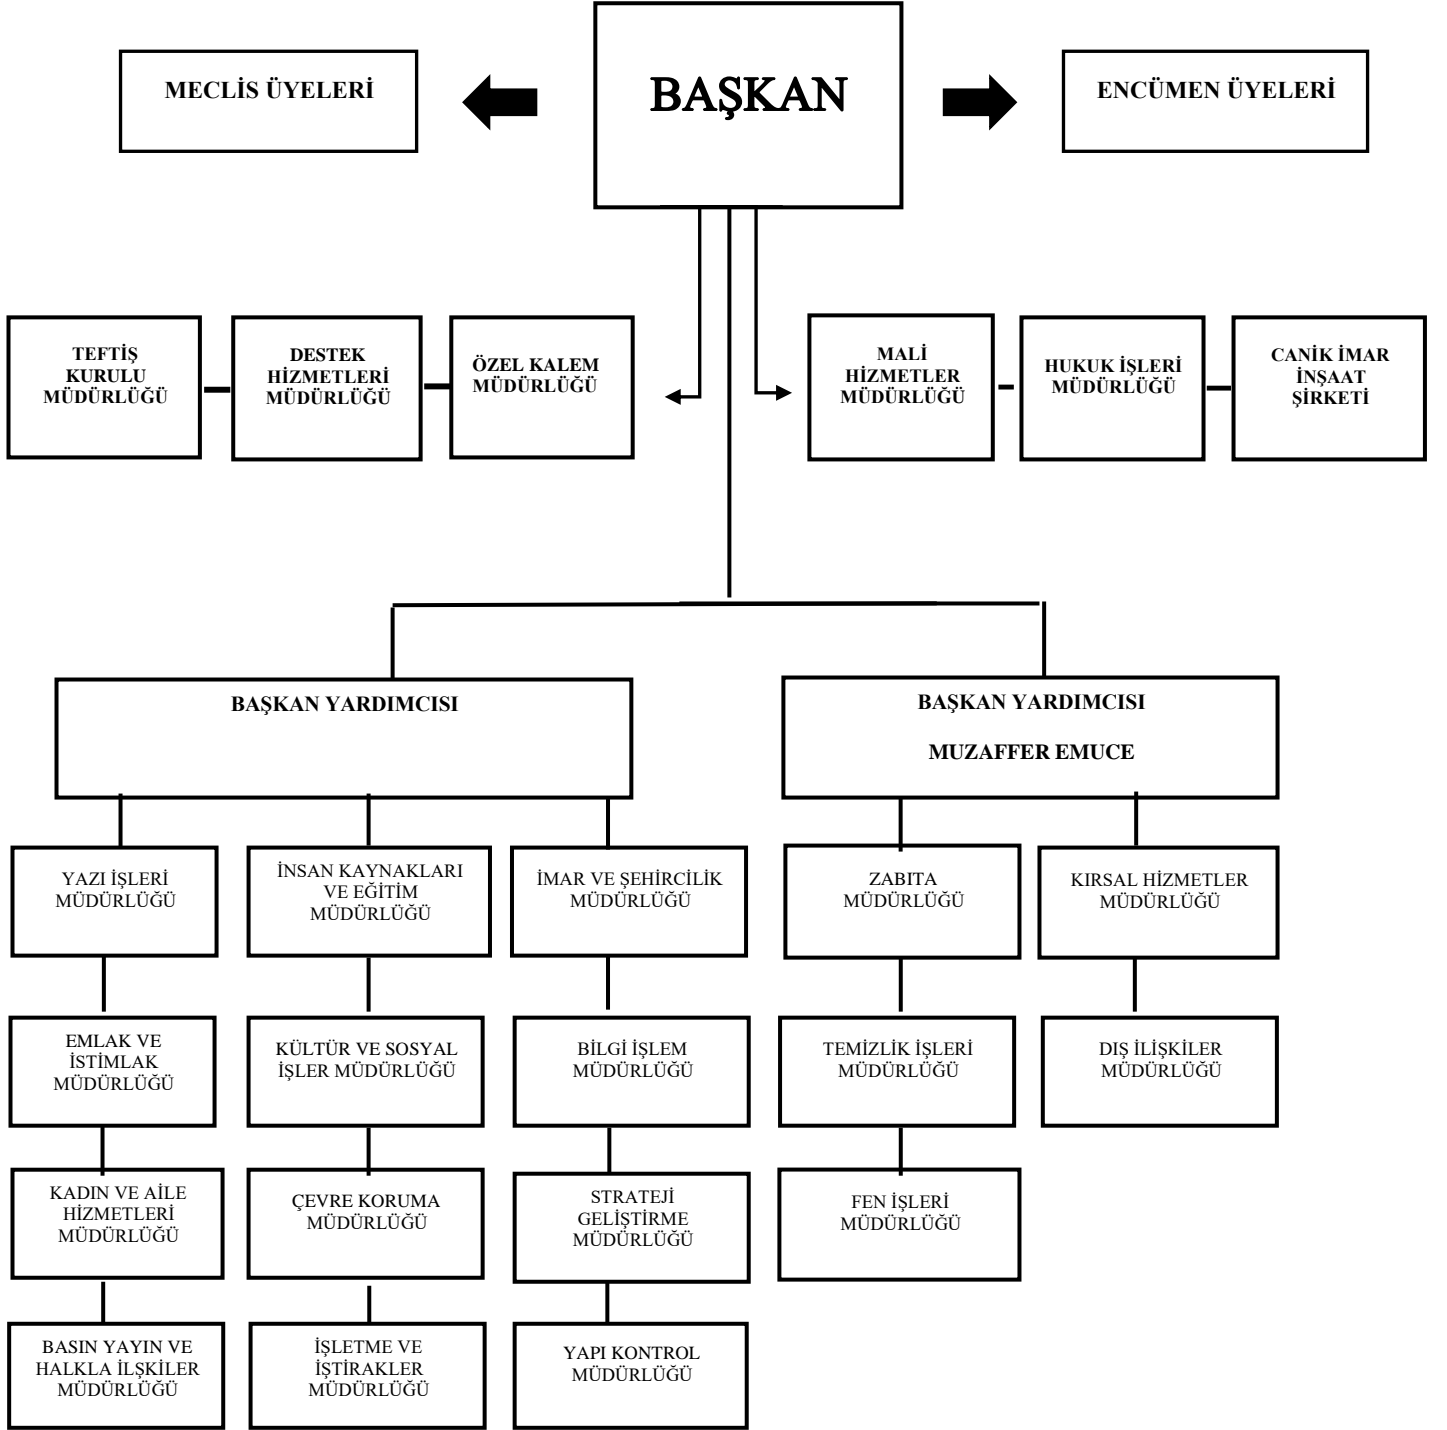 MECLİS ÜYELERİ
BAŞKAN
ENCÜMEN ÜYELERİ
TEFTİŞ
KURULU
MÜDÜRLÜĞÜ
DESTEK
HİZMETLERİ
MÜDÜRLÜĞÜ
ÖZEL KALEM
MÜDÜRLÜĞÜ
MALİ
HİZMETLER
MÜDÜRLÜĞÜ
HUKUK İŞLERİ
MÜDÜRLÜĞÜ
CANİK İMAR
İNŞAAT
ŞİRKETİ
BAŞKAN YARDIMCISI
BAŞKAN YARDIMCISI
MUZAFFER EMUCE
YAZI İŞLERİ
MÜDÜRLÜĞÜ
İNSAN KAYNAKLARI
VE EĞİTİM
MÜDÜRLÜĞÜ
İMAR VE ŞEHİRCİLİK
MÜDÜRLÜĞÜ
ZABITA
MÜDÜRLÜĞÜ
KIRSAL HİZMETLER
MÜDÜRLÜĞÜ
EMLAK VE
İSTİMLAK
MÜDÜRLÜĞÜ
KÜLTÜR VE SOSYAL
İŞLER MÜDÜRLÜĞÜ
BİLGİ İŞLEM
MÜDÜRLÜĞÜ
TEMİZLİK İŞLERİ
MÜDÜRLÜĞÜ
DIŞ İLİŞKİLER
MÜDÜRLÜĞÜ
KADIN VE AİLE
HİZMETLERİ
MÜDÜRLÜĞÜ
ÇEVRE KORUMA
MÜDÜRLÜĞÜ
STRATEJİ
GELİŞTİRME
MÜDÜRLÜĞÜ
FEN İŞLERİ
MÜDÜRLÜĞÜ
BASIN YAYIN VE
HALKLA İLŞKİLER
MÜDÜRLÜĞÜ
İŞLETME VE
İŞTİRAKLER
MÜDÜRLÜĞÜ
YAPI KONTROL
MÜDÜRLÜĞÜ